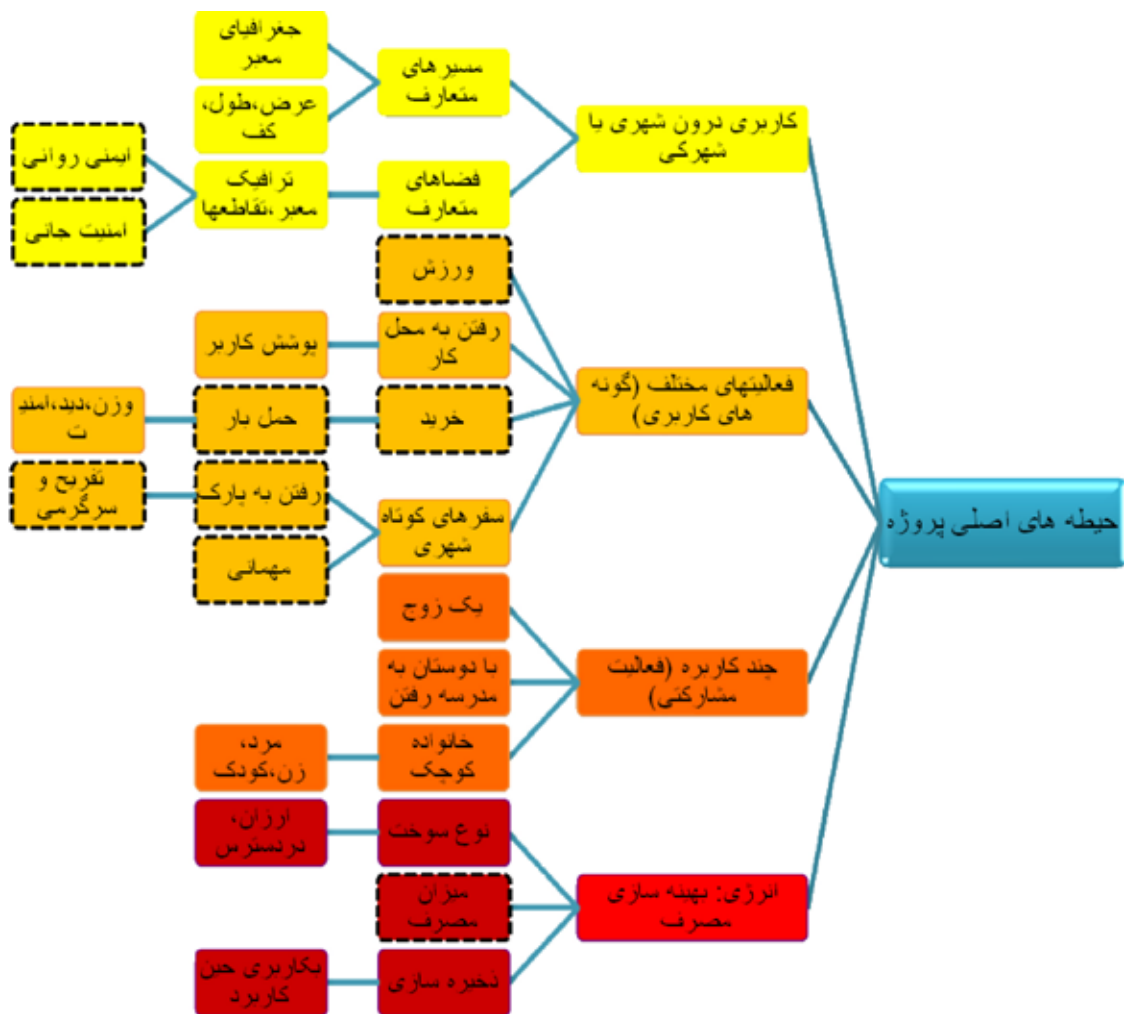 حیطه های اصلی پروژه
کاربری درون شهری یا
شهرکی
مسیرهای
متعارف
جغرافیای
معبر
عرض،طول،
کف
فضاهای
متعارف
ترافیک
معبر،تقاطعها
ایمنی روانی
امنیت جانی
فعالیتهای مختلف (گونه
های کاربری)
ورزش
رفتن به محل
کار
پوشش کاربر
خرید
حمل بار
وزن،دید،امنی
ت
سفرهای کوتاه
شهری
رفتن به پارک
تفریح و
سرگرمی
مهمانی
چند کاربره (فعالیت
مشارکتی)
یک زوج
با دوستان به
مدرسه رفتن
خانواده
کوچک
مرد،
زن،کودک
انرژی: بهینه سازی
مصرف
نوع سوخت
ارزان،
دردسترس
میزان
مصرف
ذخیره سازی
بکاربری حین
کاربرد